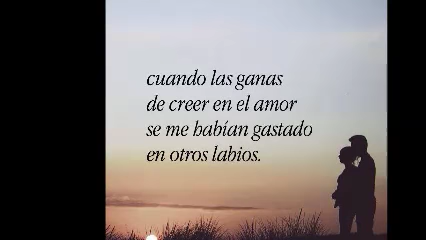 cuando las ganas
de creer en el amor
se me habían gastado
en otros labios.